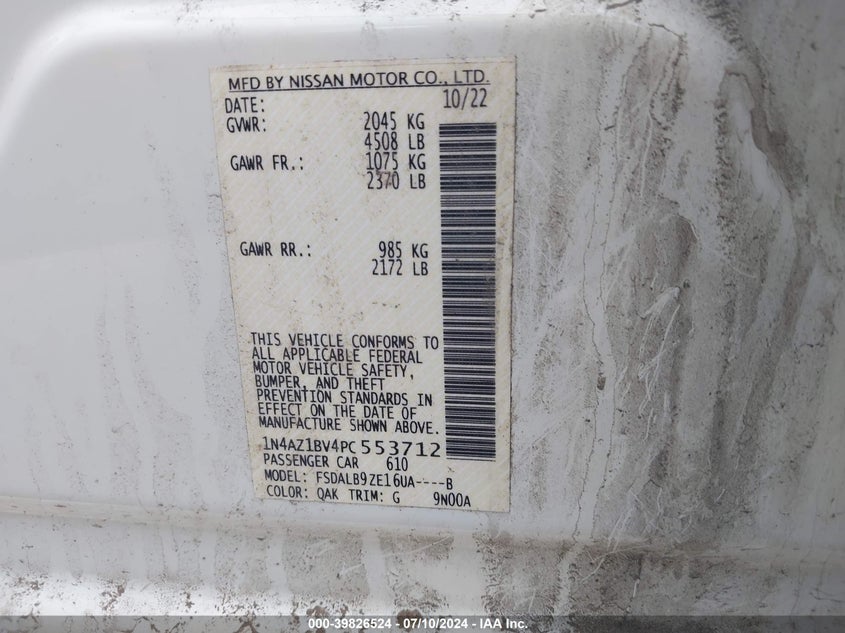 MFD BY NISSAN MOTOR CO., LTD.
DATE: 10/22
GVWR: 2045 KG
4508 LB
GAWR FR.: 1075 KG
2370 LB
GAWR RR.: 985 KG
2172 LB
THIS VEHICLE CONFORMS TO
ALL APPLICABLE FEDERAL
MOTOR VEHICLE SAFETY,
BUMPER, AND THEFT
PREVENTION STANDARDS IN
EFFECT ON THE DATE OF
MANUFACTURE SHOWN ABOVE.
1N4AZ1BV4PC553712
PASSENGER CAR 610
MODEL: FSDALB9ZE16UA----B
COLOR: QAK TRIM: G 9N00A
000-39826524 - 07/10/2024 - IAA Inc.